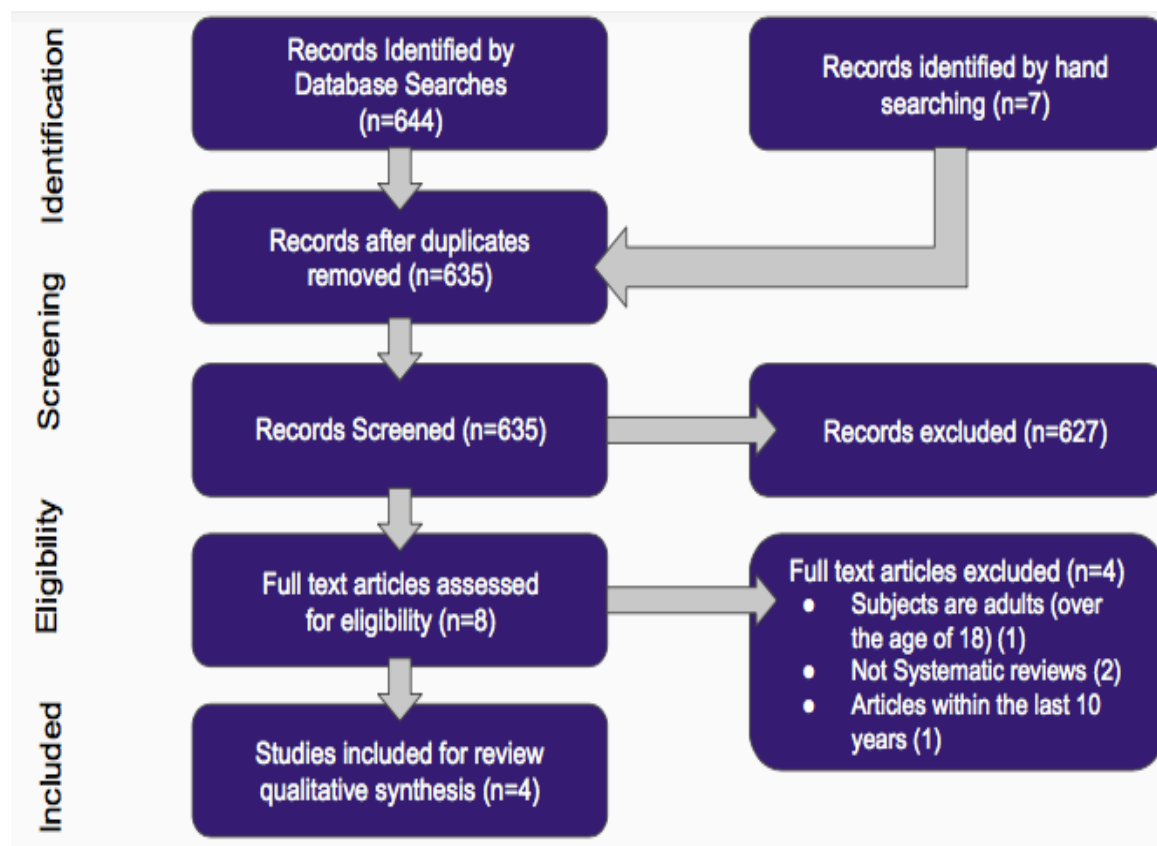 Identification
Records Identified by
Database Searches
(n=644)
Records identified by hand
searching (n=7)
Records after duplicates
removed (n=635)
Screening
Records Screened (n=635)
Records excluded (n=627)
Eligibility
Full text articles assessed
for eligibility (n=8)
Full text articles excluded (n=4)
● Subjects are adults (over
the age of 18) (1)
● Not Systematic reviews (2)
● Articles within the last 10
years (1)
Included
Studies included for review
qualitative synthesis (n=4)